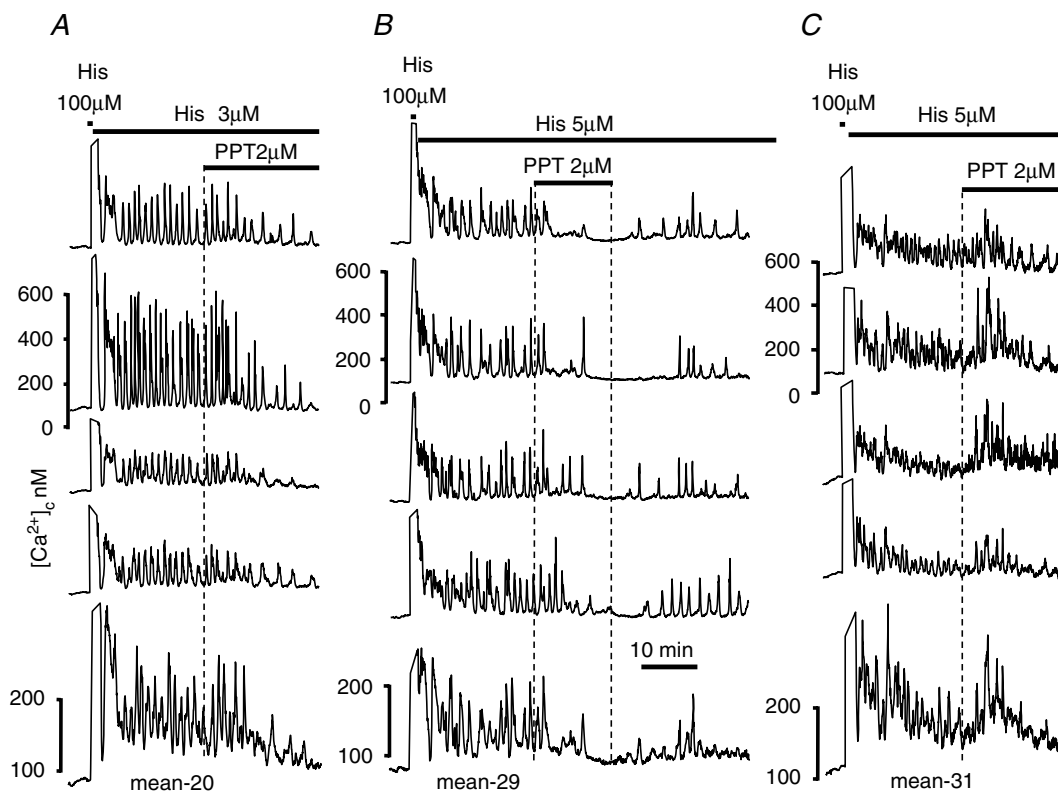 A
His
100μM
His 3μM
PPT2μM
600
400
200
0
[Ca²⁺]c nM
200
100
mean-20
B
His
100μM
His 5μM
PPT 2μM
600
400
200
0
10 min
200
100
mean-29
C
His
100μM
His 5μM
PPT 2μM
600
400
200
0
200
100
mean-31